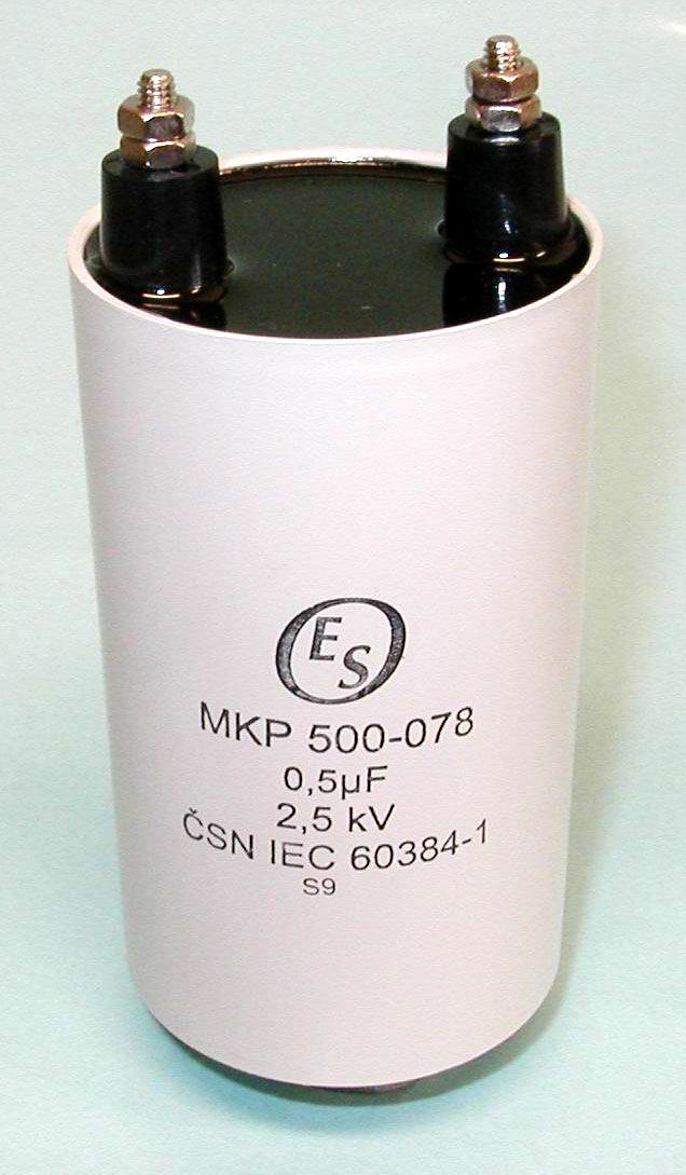 ES
MKP 500-078
0,5µF
2,5 kV
ČSN IEC 60384-1
S9